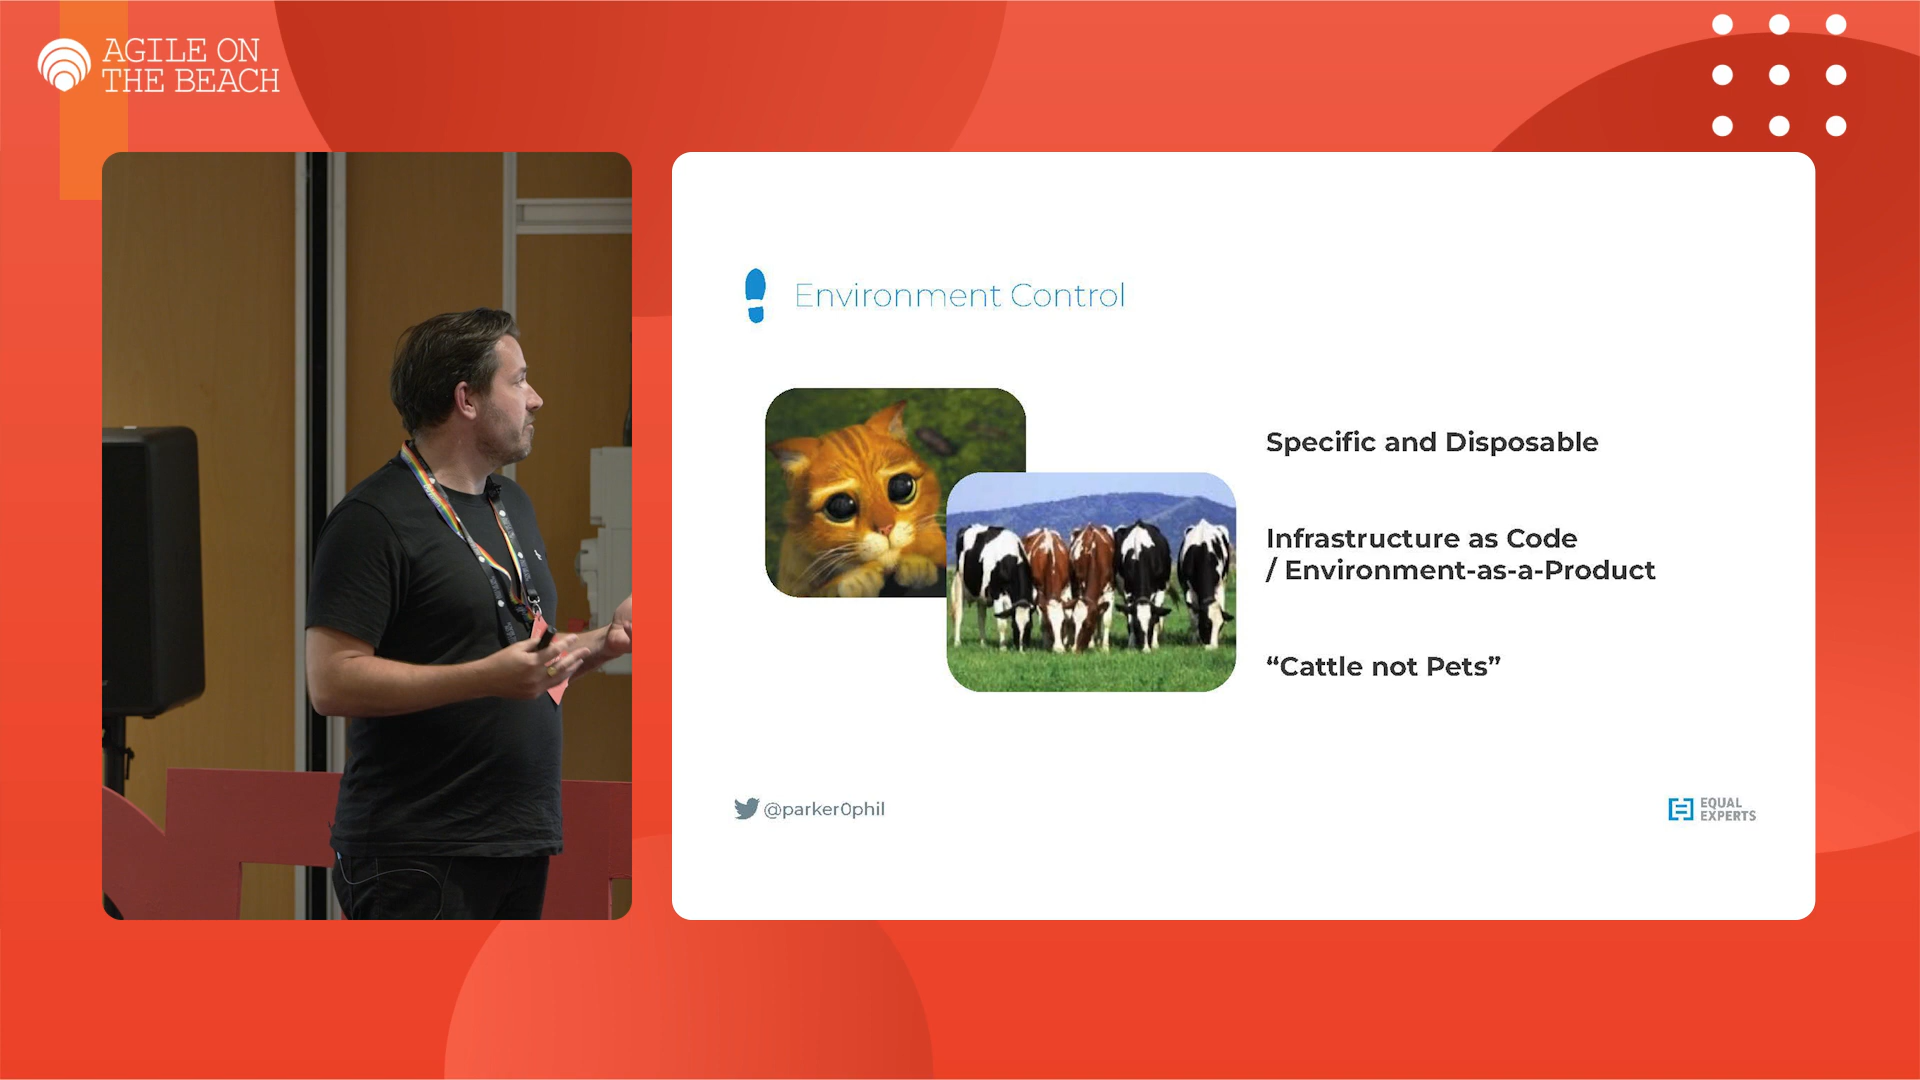 AGILE ON
THE BEACH
Environment Control
Specific and Disposable
Infrastructure as Code
/ Environment-as-a-Product
“Cattle not Pets”
@parker0phil
EQUAL
EXPERTS